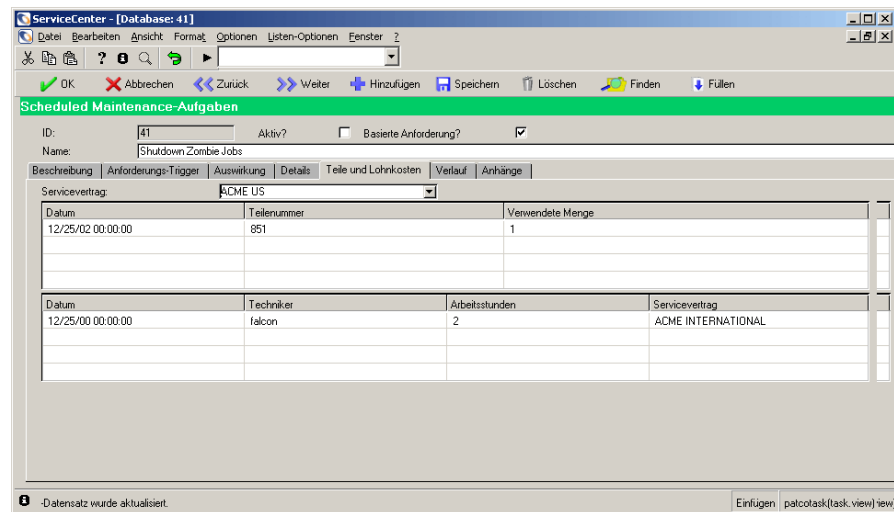 ServiceCenter - [Database: 41]
Datei Bearbeiten Ansicht Format Optionen Listen-Optionen Fenster ?
OK Abbrechen Zurück Weiter Hinzufügen Speichern Löschen Finden Füllen
Scheduled Maintenance-Aufgaben
ID: 41 Aktiv? Basierte Anforderung?
Name: Shutdown Zombie Jobs
Beschreibung Anforderungs-Trigger Auswirkung Details Teile und Lohnkosten Verlauf Anhänge
Servicevertrag: ACME US
Datum Teilenummer Verwendete Menge
12/25/02 00:00:00 851 1
Datum Techniker Arbeitsstunden Servicevertrag
12/25/00 00:00:00 falcon 2 ACME INTERNATIONAL
-Datensatz wurde aktualisiert. Einfügen patcotask(task.view)